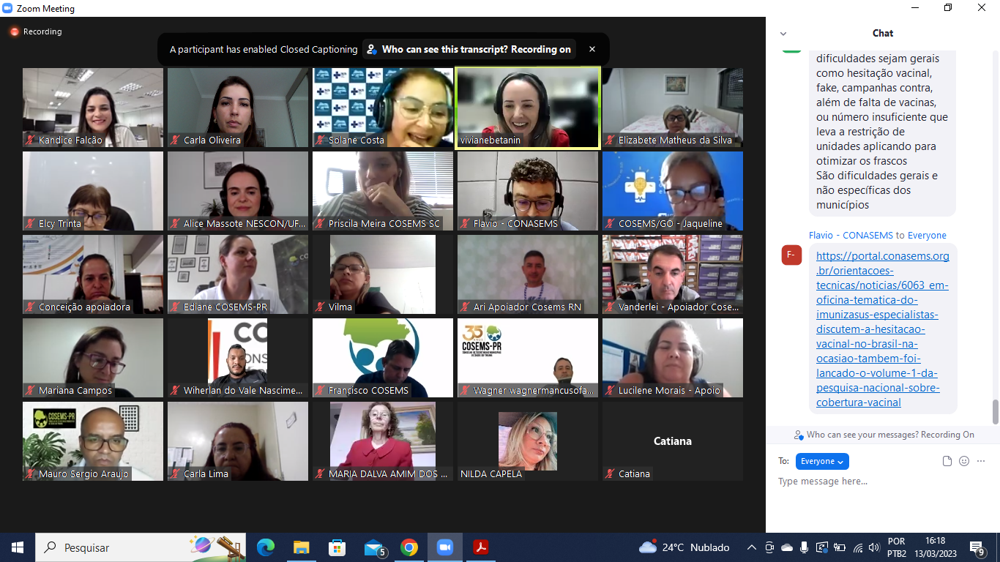 Zoom Meeting
Recording
A participant has enabled Closed Captioning
Who can see this transcript? Recording on
Kandice Falcão
Carla Oliveira
Solane Costa
vivianebetanin
Elizabete Matheus da Silva
Elcy Trinta
Alice Massote NESCON/UF...
Priscila Meira COSEMS SC
Flavio - CONASEMS
COSEMS/GO - Jaqueline
Conceição apoiadora
Ediane COSEMS-PR
Vilma
Ari Apoiador Cosems RN
Vanderlei - Apoiador Cose...
CO
ONS
35
COSEMS-PR
Mariana Campos
Wiherlan do Vale Nascime...
Francisco COSEMS
Wagner wagnermancusofa...
Lucilene Morais - Apoio
COSEMS-PR
Catiana
Mauro Sergio Araujo
Carla Lima
MARIA DALVA AMIM DOS ...
NILDA CAPELA
Catiana
Chat
dificuldades sejam gerais
como hesitação vacinal,
fake, campanhas contra,
além de falta de vacinas,
ou número insuficiente que
leva a restrição de
unidades aplicando para
otimizar os frascos
São dificuldades gerais e
não específicas dos
municípios
Flavio - CONASEMS to Everyone
F-
https://portal.conasems.org
.br/orientacoes-
tecnicas/noticias/6063_em-
oficina-tematica-do-
imunizasus-especialistas-
discutem-a-hesitacao-
vacinal-no-brasil-na-
ocasiao-tambem-foi-
lancado-o-volume-1-da-
pesquisa-nacional-sobre-
cobertura-vacinal
Who can see your messages? Recording On
To:
Everyone
Type message here...
Pesquisar
5
24°C Nublado
POR
PTB2
16:18
13/03/2023
9